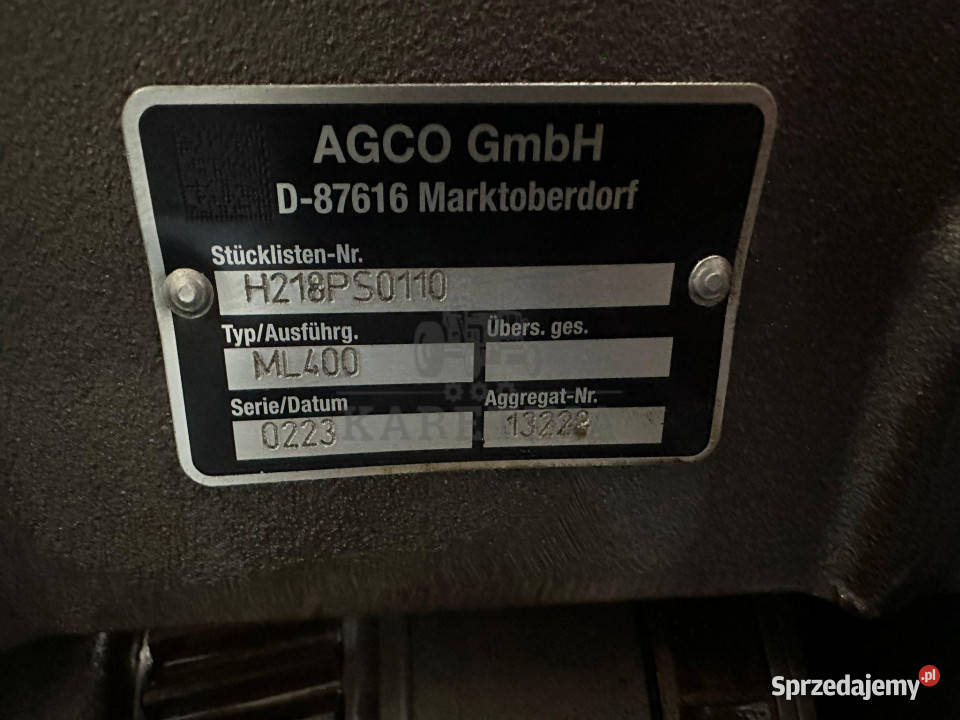 AGCO GmbH
D-87616 Marktoberdorf
Stücklisten-Nr.
H218PS0110
Typ/Ausführg. Übers. ges.
ML400
Serie/Datum Aggregat-Nr.
0223 13228
Sprzedajemy.pl